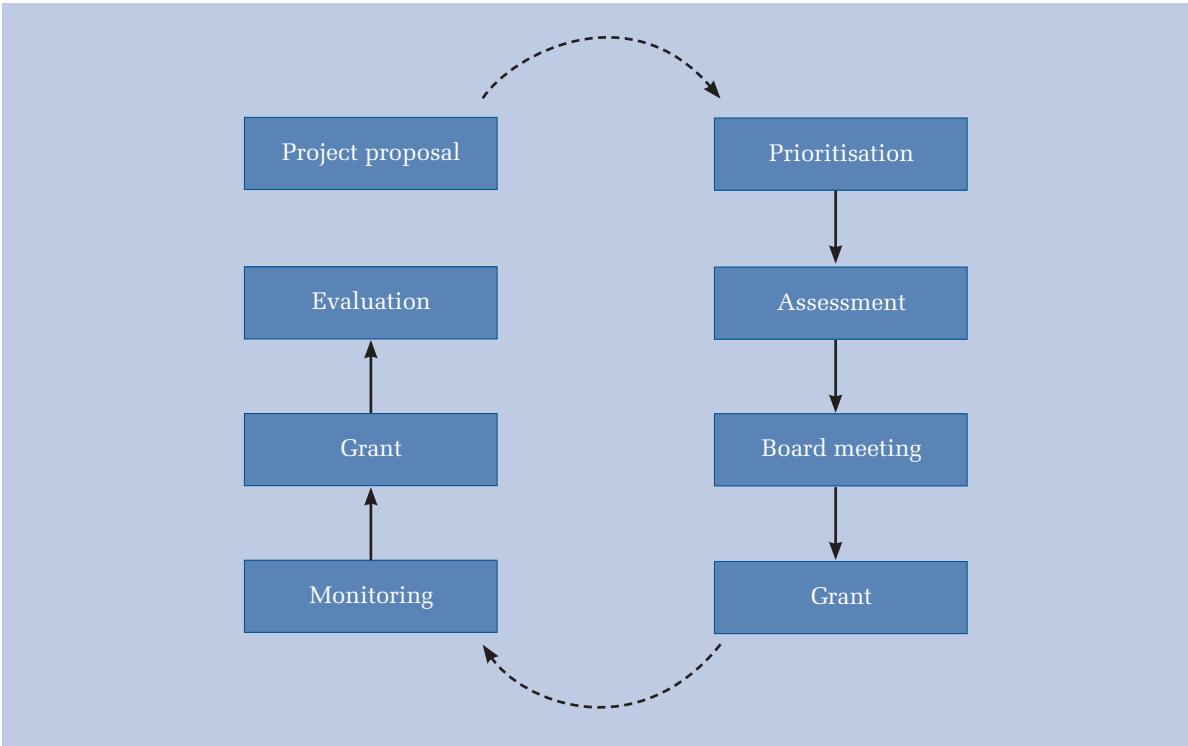 Project proposal
Prioritisation
Evaluation
Assessment
Grant
Board meeting
Monitoring
Grant